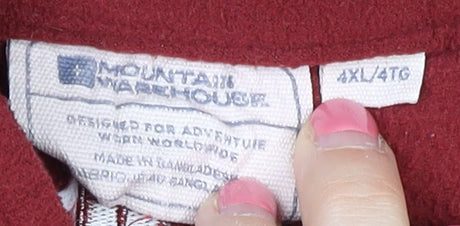 MOUNTAIN
WAREHOUSE
4XL/4TG
DESIGNED FOR ADVENTURE
WORN WORLDWIDE
MADE IN BANGLADESH